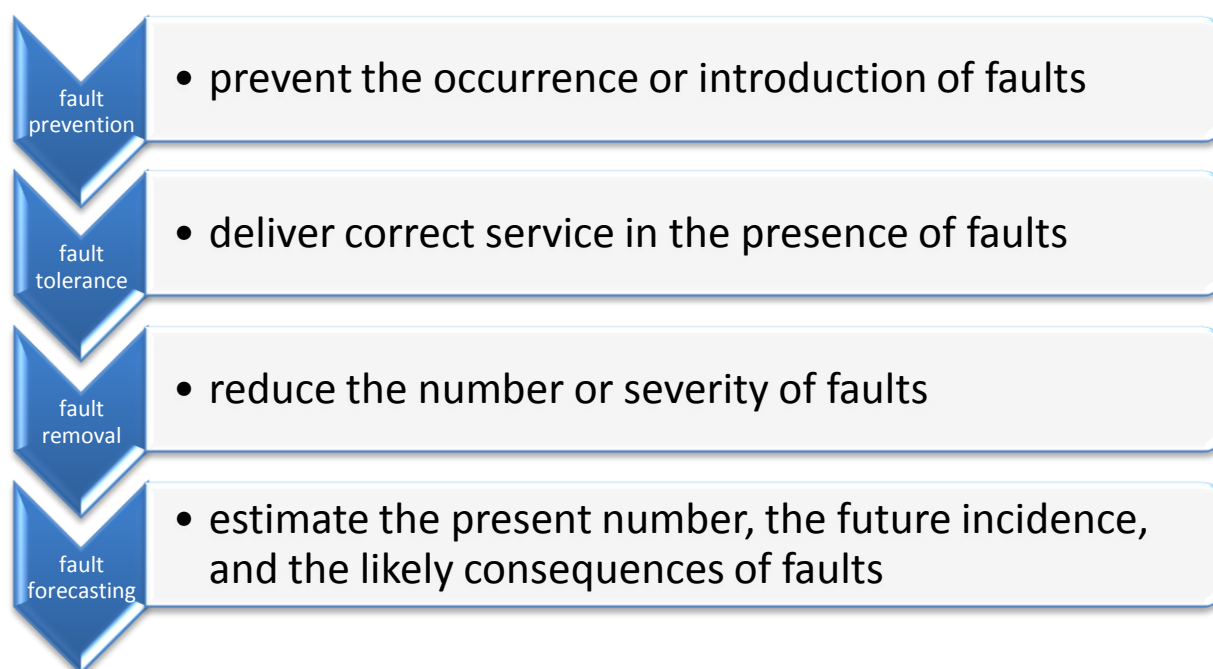 fault
prevention
• prevent the occurrence or introduction of faults
fault
tolerance
• deliver correct service in the presence of faults
fault
removal
• reduce the number or severity of faults
fault
forecasting
• estimate the present number, the future incidence,
and the likely consequences of faults